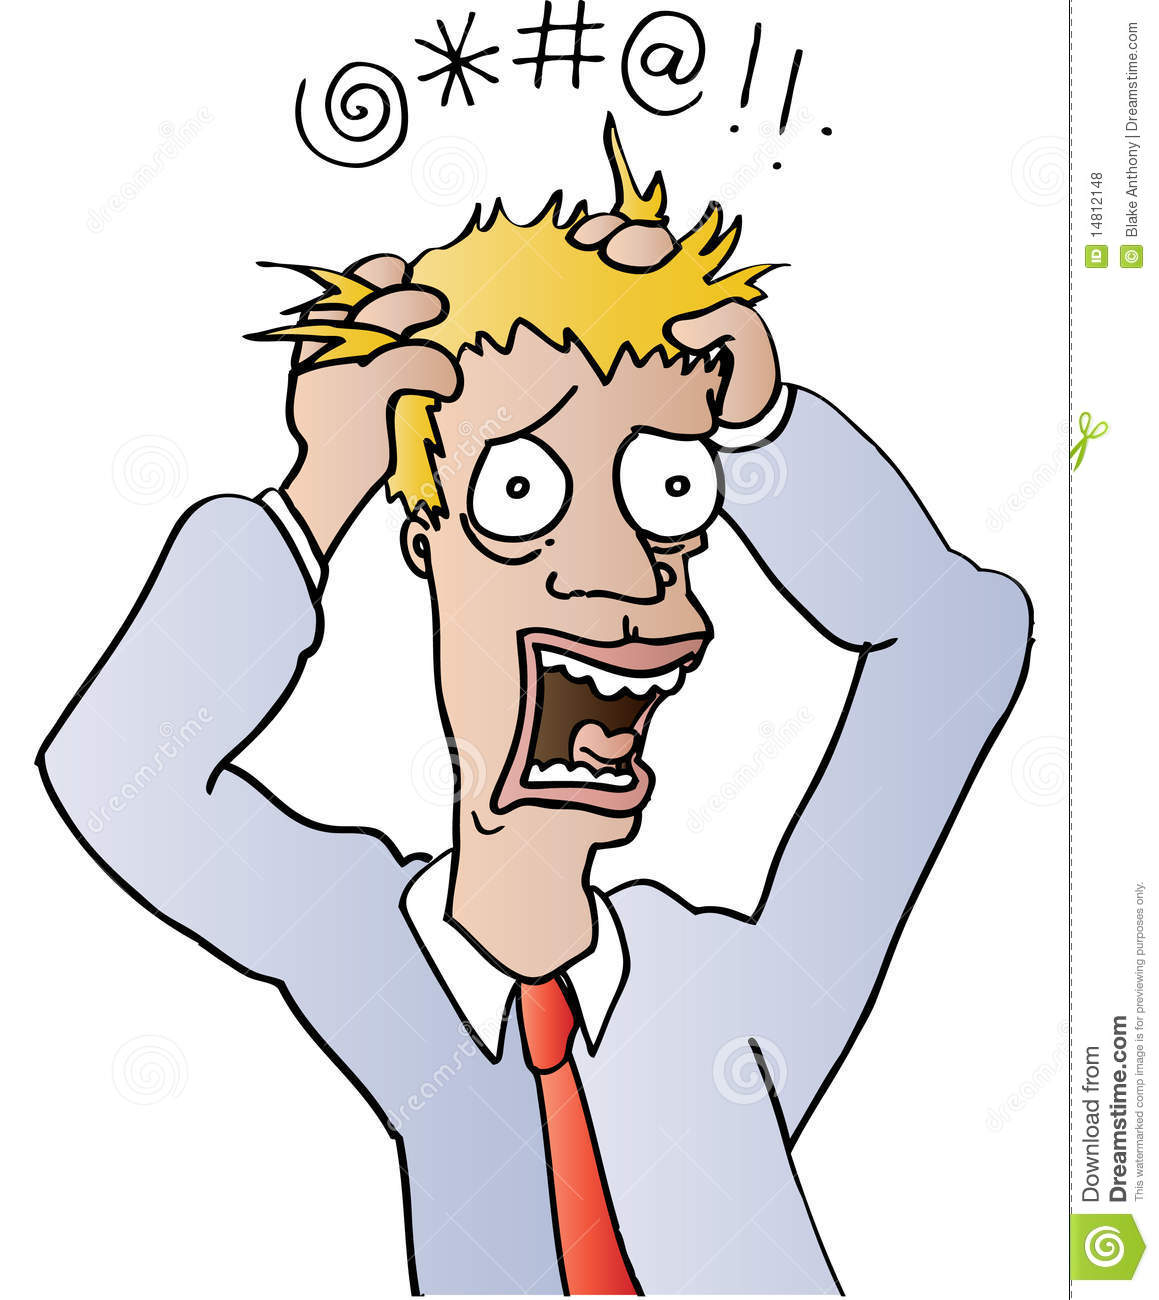 @*#@!!.
14812148
ID
© Blake Anthony | Dreamstime.com
Download from
Dreamstime.com
This watermarked comp image is for previewing purposes only.
dreamstime